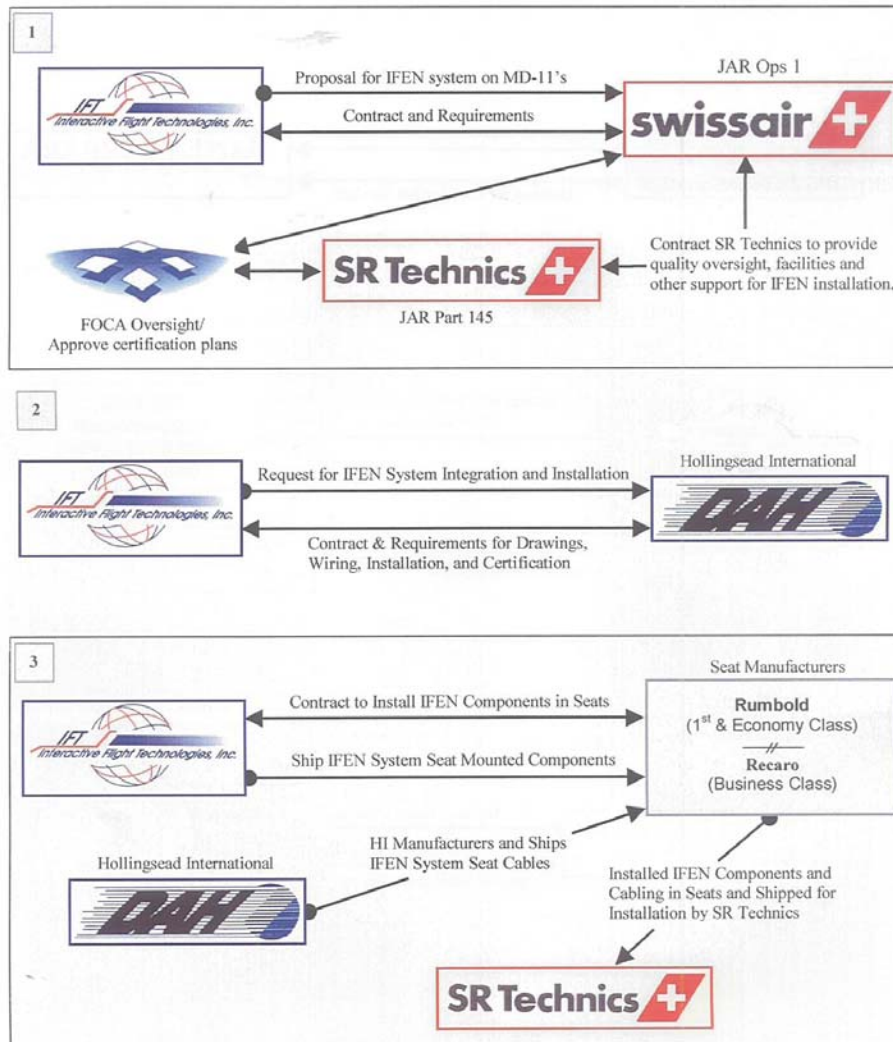 1
IFT
Interactive Flight Technologies, Inc.
Proposal for IFEN system on MD-11's
Contract and Requirements
JAR Ops 1
swissair
FOCA Oversight/
Approve certification plans
SR Technics
JAR Part 145
Contract SR Technics to provide
quality oversight, facilities and
other support for IFEN installation.
2
IFT
Interactive Flight Technologies, Inc.
Request for IFEN System Integration and Installation
Contract & Requirements for Drawings,
Wiring, Installation, and Certification
Hollingsead International
DAH
3
IFT
Interactive Flight Technologies, Inc.
Contract to Install IFEN Components in Seats
Ship IFEN System Seat Mounted Components
Seat Manufacturers
Rumbold
(1st & Economy Class)
Recaro
(Business Class)
HI Manufacturers and Ships
IFEN System Seat Cables
Hollingsead International
DAH
Installed IFEN Components and
Cabling in Seats and Shipped for
Installation by SR Technics
SR Technics